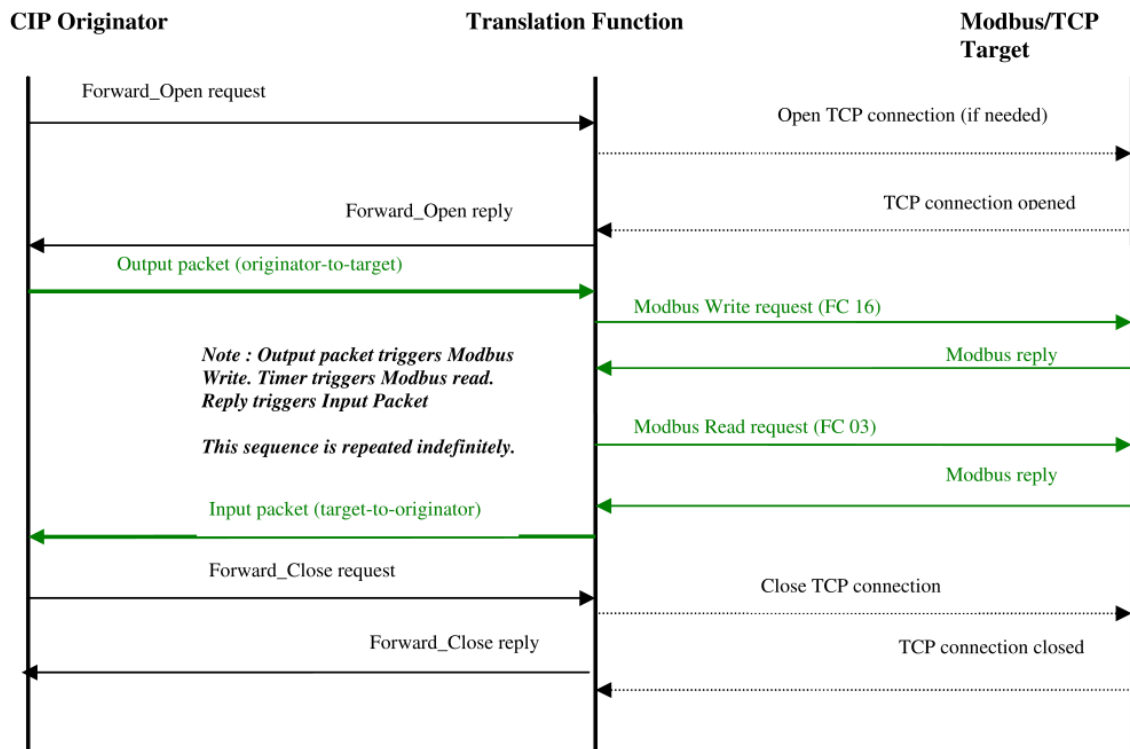 CIP Originator
Translation Function
Modbus/TCP
Target
Forward_Open request
Open TCP connection (if needed)
TCP connection opened
Forward_Open reply
Output packet (originator-to-target)
Modbus Write request (FC 16)
Note : Output packet triggers Modbus
Write. Timer triggers Modbus read.
Reply triggers Input Packet
Modbus reply
This sequence is repeated indefinitely.
Modbus Read request (FC 03)
Modbus reply
Input packet (target-to-originator)
Forward_Close request
Close TCP connection
Forward_Close reply
TCP connection closed